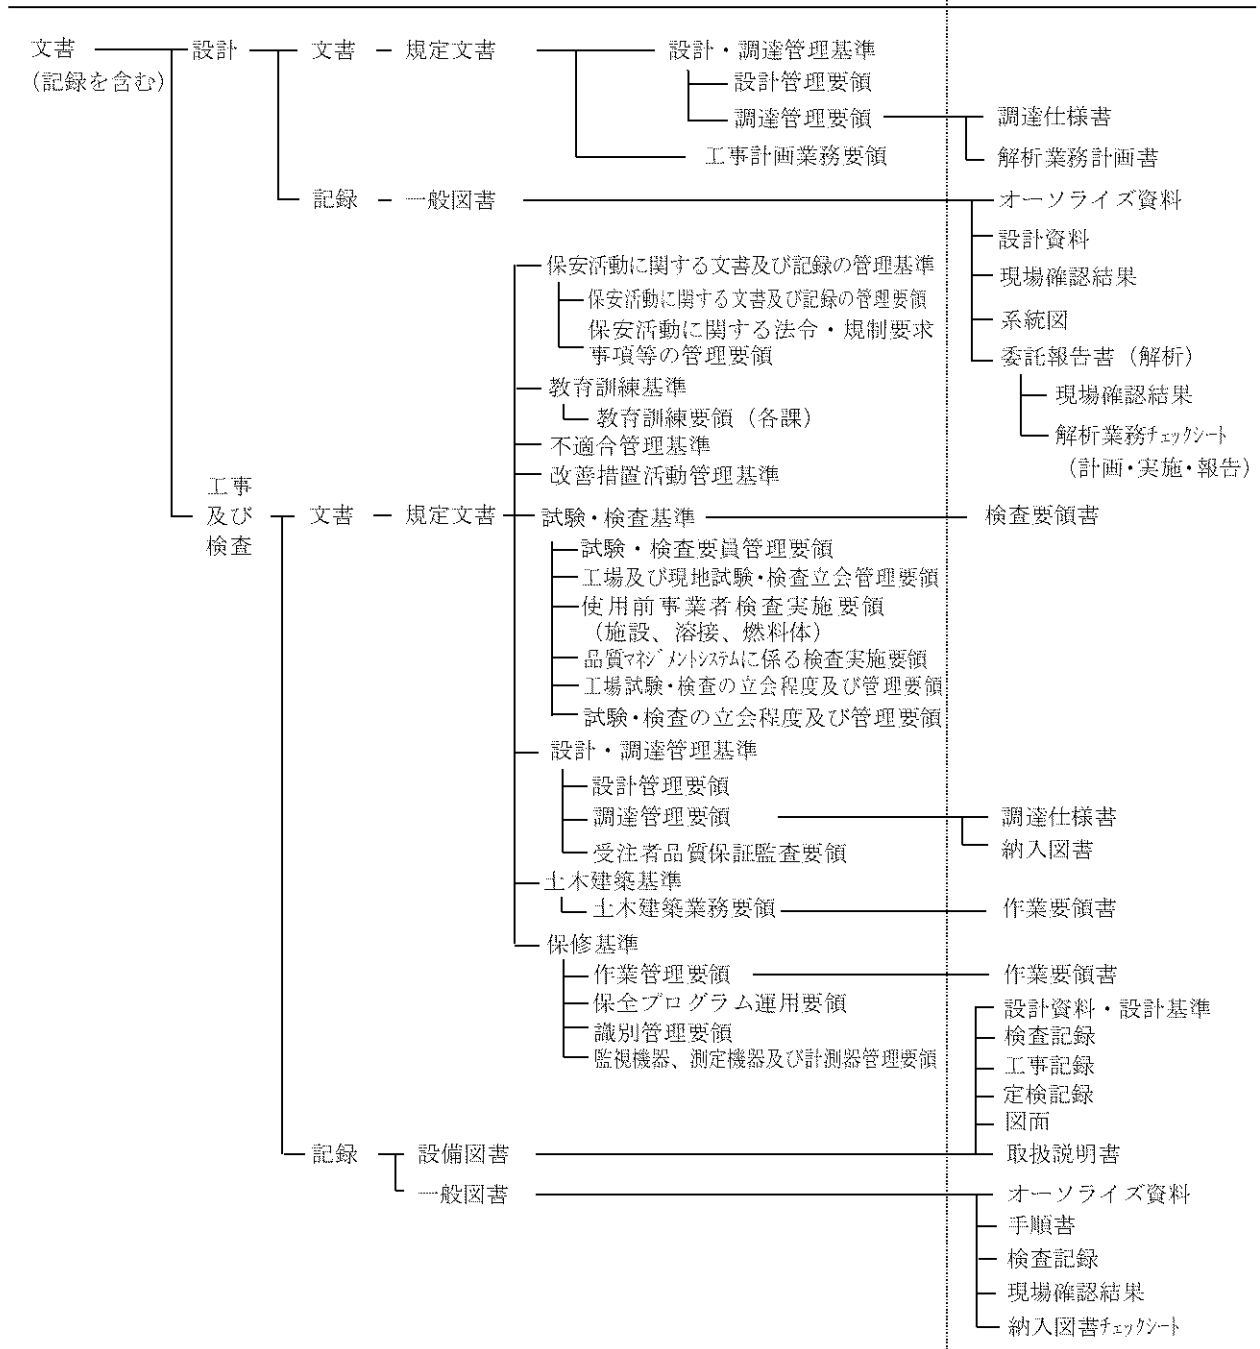 文書 設計 文書 規定文書 設計・調達管理基準
(記録を含む) 設計管理要領
調達管理要領 調達仕様書
工事計画業務要領 解析業務計画書
記録 一般図書 オーソライズ資料
設計資料
保安活動に関する文書及び記録の管理基準
現場確認結果
保安活動に関する文書及び記録の管理要領
系統図
保安活動に関する法令・規制要求
事項等の管理要領 委託報告書（解析）
教育訓練基準 現場確認結果
教育訓練要領（各課）
解析業務チェックシート
不適合管理基準
(計画・実施・報告)
改善措置活動管理基準
工事
及び 文書 規定文書 試験・検査基準 検査要領書
検査
試験・検査要員管理要領
工場及び現地試験・検査立会管理要領
使用前事業者検査実施要領
（施設、溶接、燃料体）
品質マネジメントシステムに係る検査実施要領
工場試験・検査の立会程度及び管理要領
試験・検査の立会程度及び管理要領
設計・調達管理基準
設計管理要領
調達管理要領 調達仕様書
受注者品質保証監査要領 納入図書
土木建築基準
土木建築業務要領 作業要領書
保修基準
作業管理要領 作業要領書
保全プログラム運用要領 設計資料・設計基準
識別管理要領 検査記録
監視機器、測定機器及び計測器管理要領 工事記録
定検記録
図面
記録 設備図書 取扱説明書
一般図書 オーソライズ資料
手順書
検査記録
現場確認結果
納入図書チェックシート